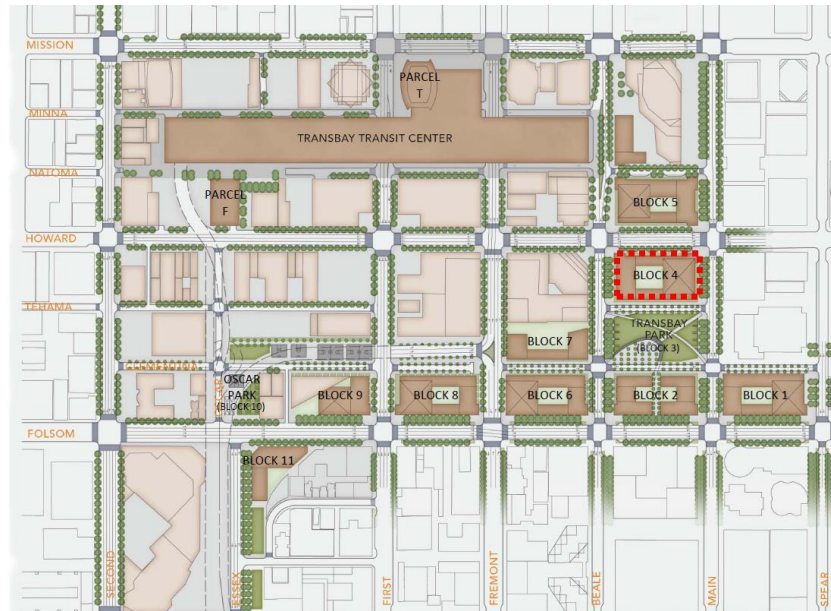 MISSION
PARCEL
T
MINNA
TRANSBAY TRANSIT CENTER
NATOMA
PARCEL
F
BLOCK 5
HOWARD
BLOCK 4
TEHAMA
TRANSBAY
PARK
(BLOCK 3)
BLOCK 7
OSCAR
PARK
(BLOCK 10)
BLOCK 9
BLOCK 8
BLOCK 6
BLOCK 2
BLOCK 1
FOLSOM
BLOCK 11
SECOND
ESSEX
FIRST
FREMONT
BEALE
MAIN
SPEAR